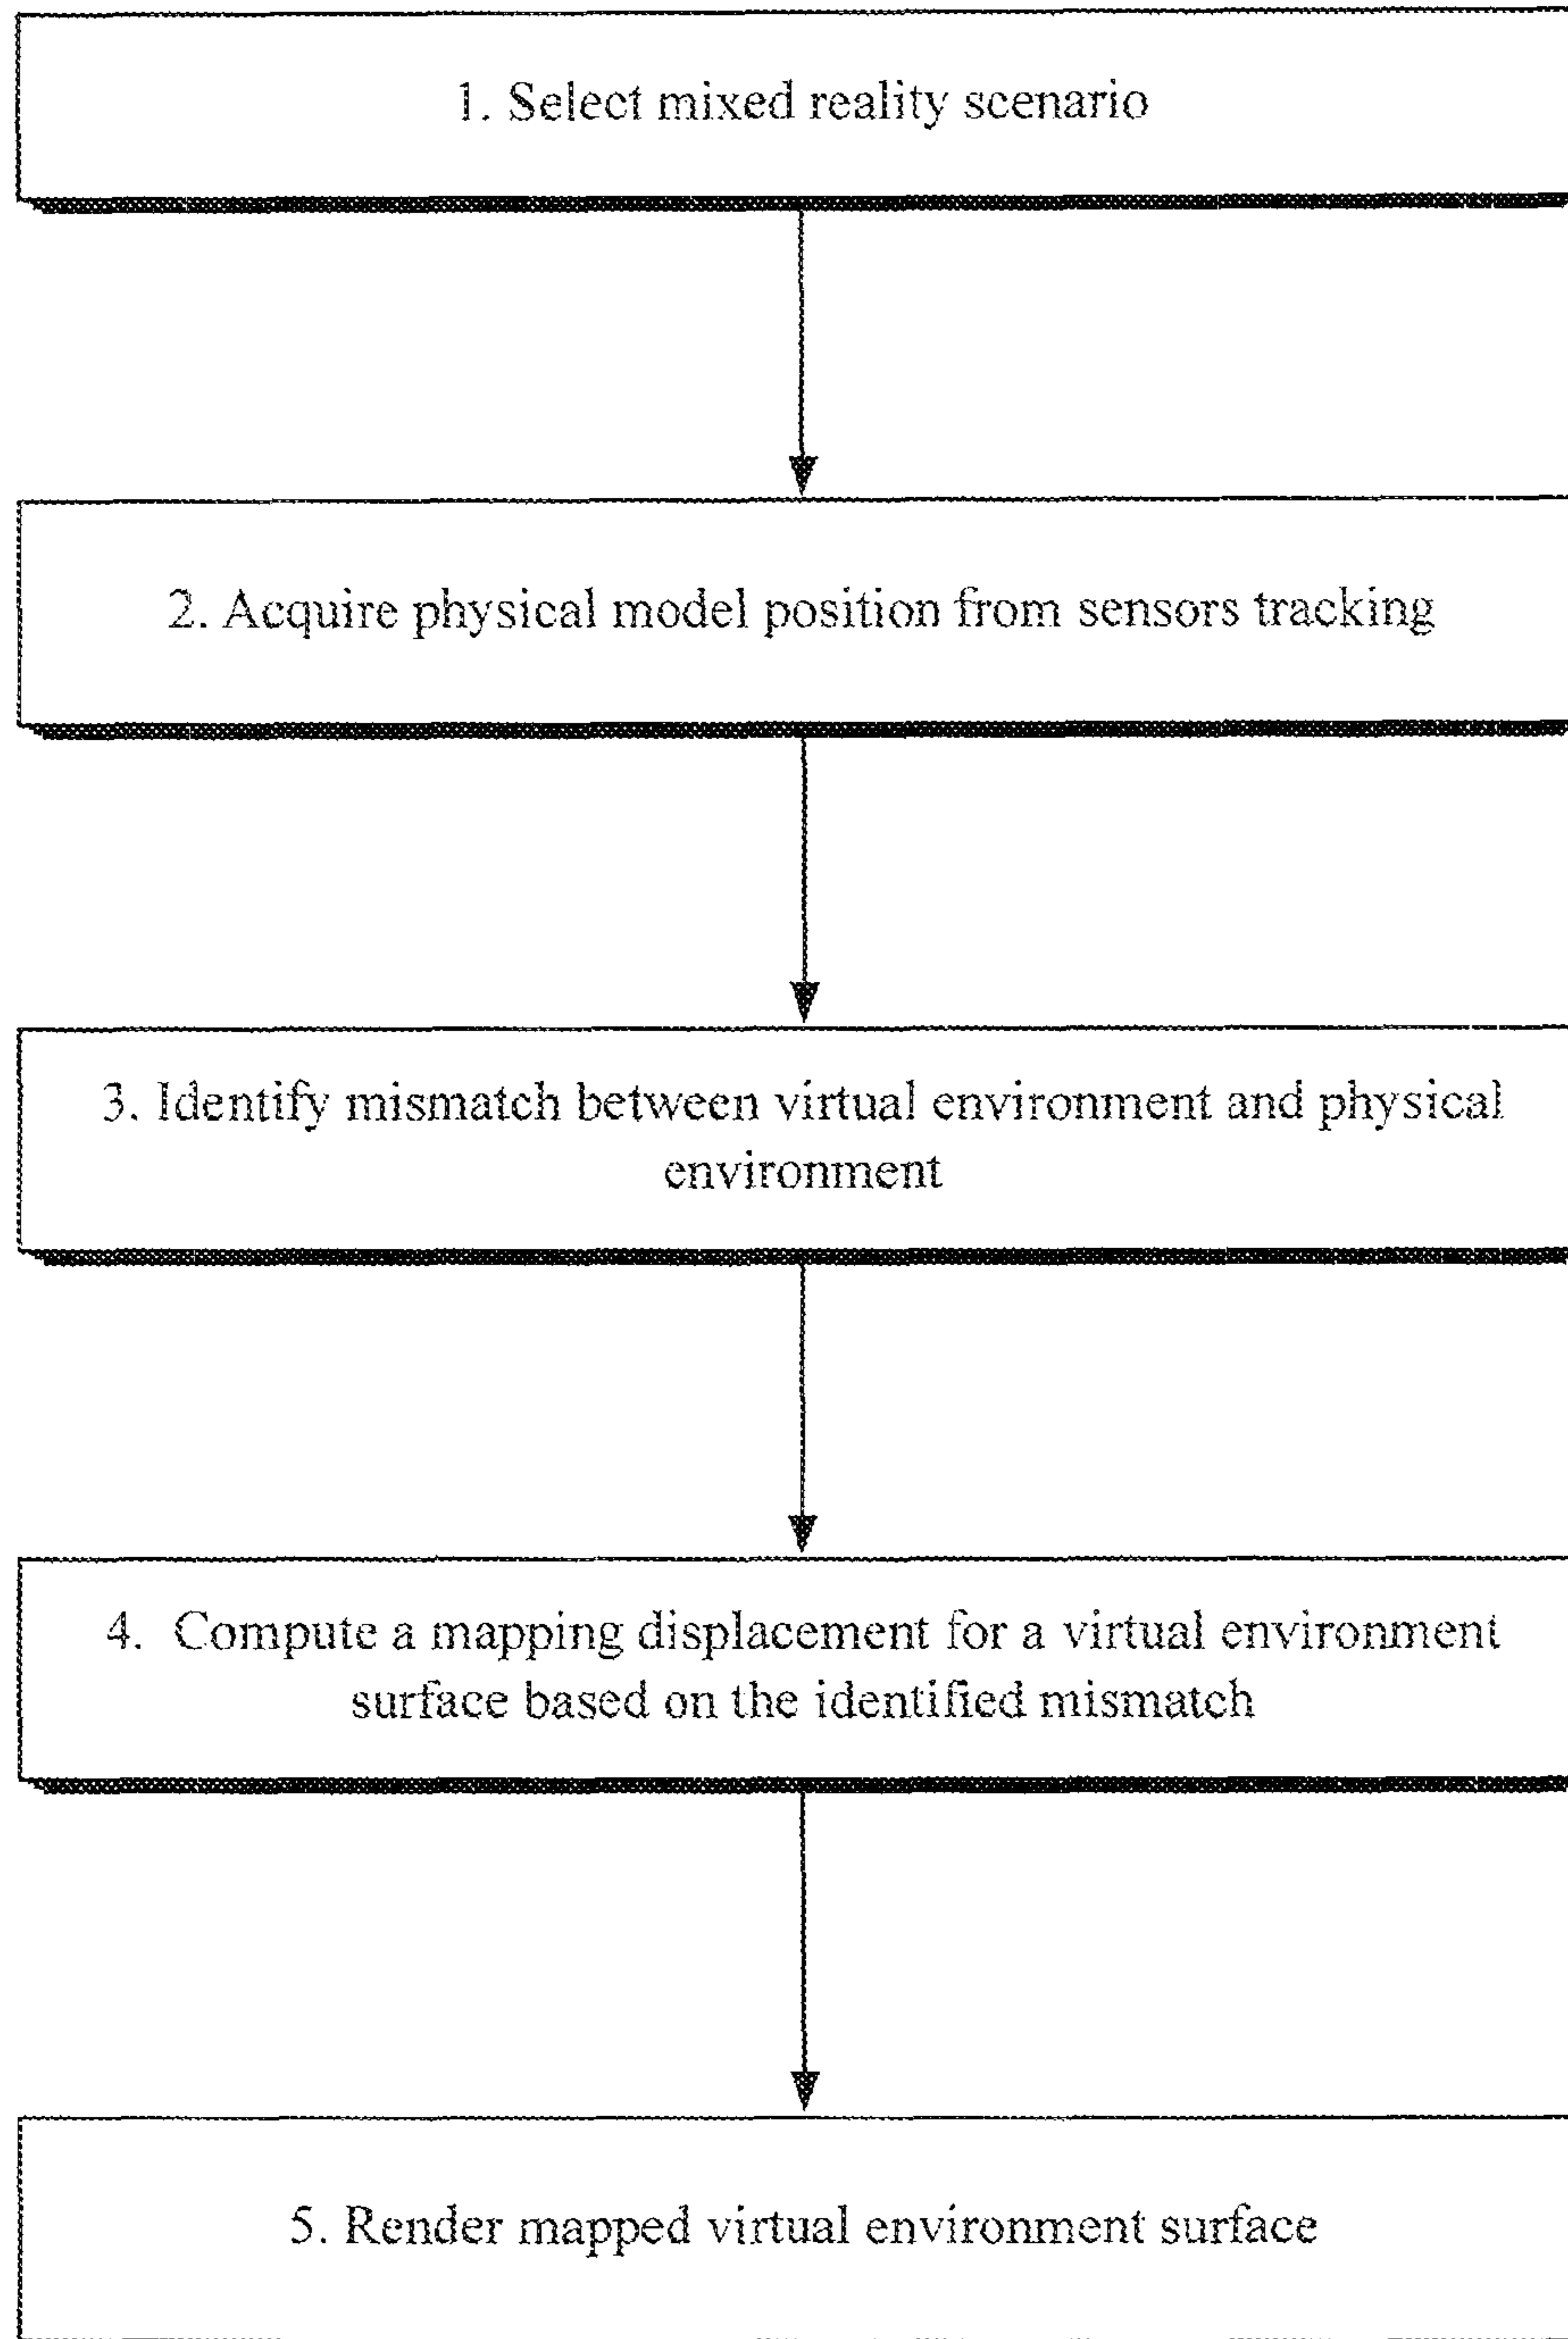 1. Select mixed reality scenario
2. Acquire physical model position from sensors tracking
3. Identify mismatch between virtual environment and physical
environment
4. Compute a mapping displacement for a virtual environment
surface based on the identified mismatch
5. Render mapped virtual environment surface